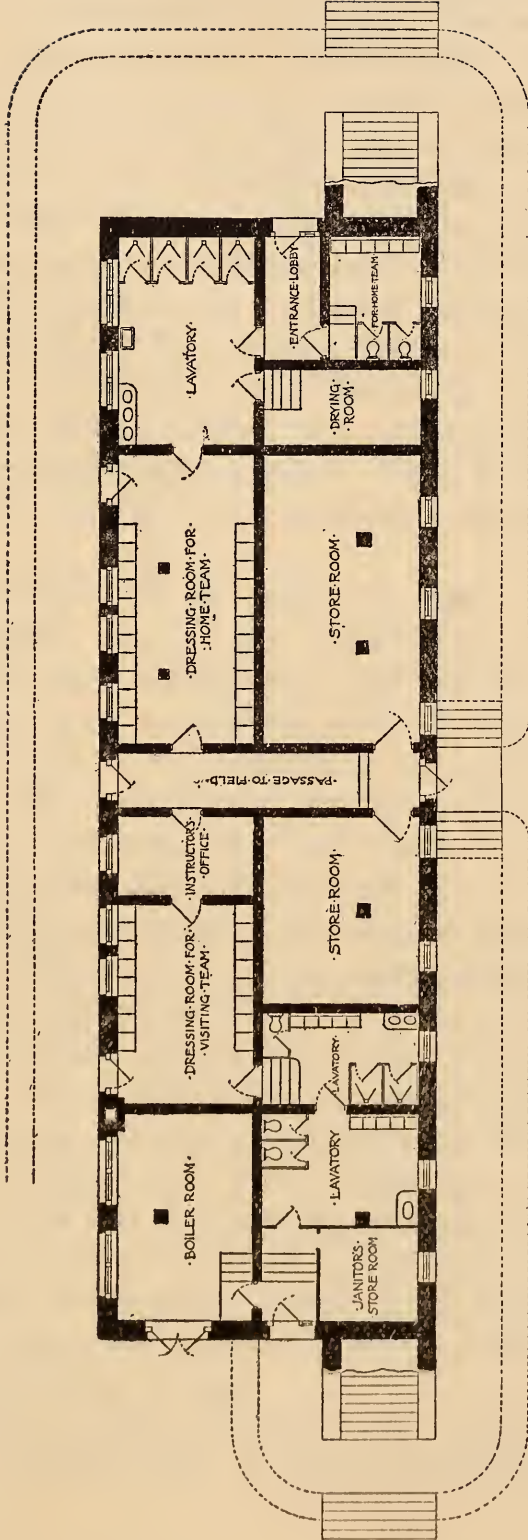 ·LAVATORY·
·ENTRANCE·LOBBY·
·FOR·HOME·TEAM·
·DRYING·
·ROOM·
·DRESSING·ROOM·FOR·
·HOME·TEAM·
·STORE·ROOM·
·PASSAGE·TO·FIELD·
·INSTRUCTOR'S·
·OFFICE·
·STORE·ROOM·
·DRESSING·ROOM·FOR·
·VISITING·TEAM·
·LAVATORY·
·BOILER·ROOM·
·LAVATORY·
·JANITOR'S·
STORE ROOM